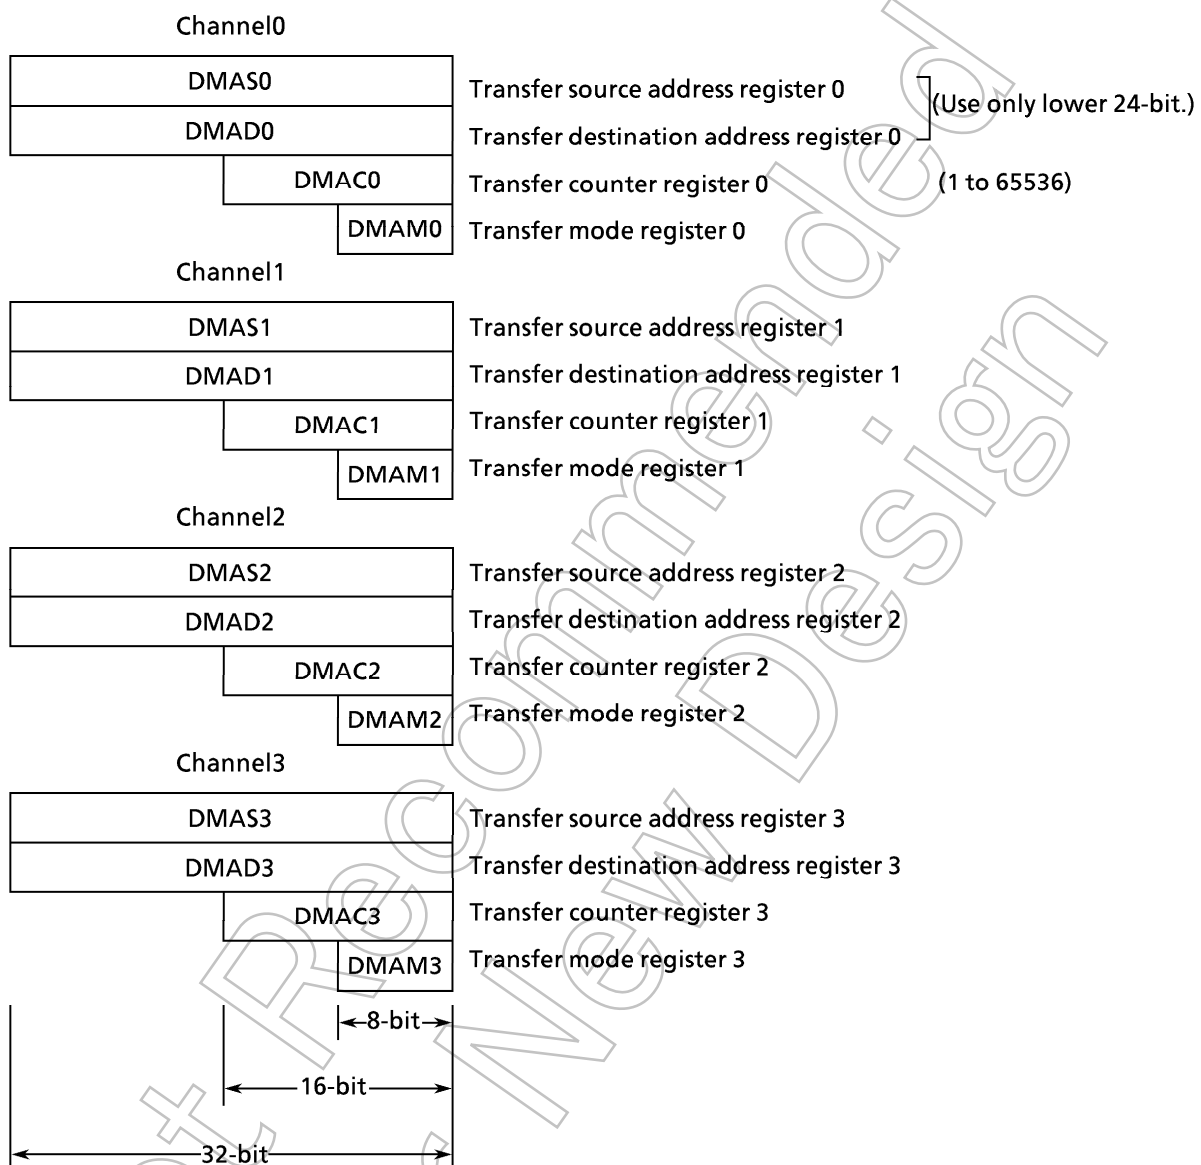 Channel0
DMAS0 Transfer source address register 0
(Use only lower 24-bit.)
DMAD0 Transfer destination address register 0
DMAC0 Transfer counter register 0 (1 to 65536)
DMAM0 Transfer mode register 0
Channel1
DMAS1 Transfer source address register 1
DMAD1 Transfer destination address register 1
DMAC1 Transfer counter register 1
DMAM1 Transfer mode register 1
Channel2
DMAS2 Transfer source address register 2
DMAD2 Transfer destination address register 2
DMAC2 Transfer counter register 2
DMAM2 Transfer mode register 2
Channel3
DMAS3 Transfer source address register 3
DMAD3 Transfer destination address register 3
DMAC3 Transfer counter register 3
DMAM3 Transfer mode register 3
8-bit
16-bit
32-bit
Recommended
New Design